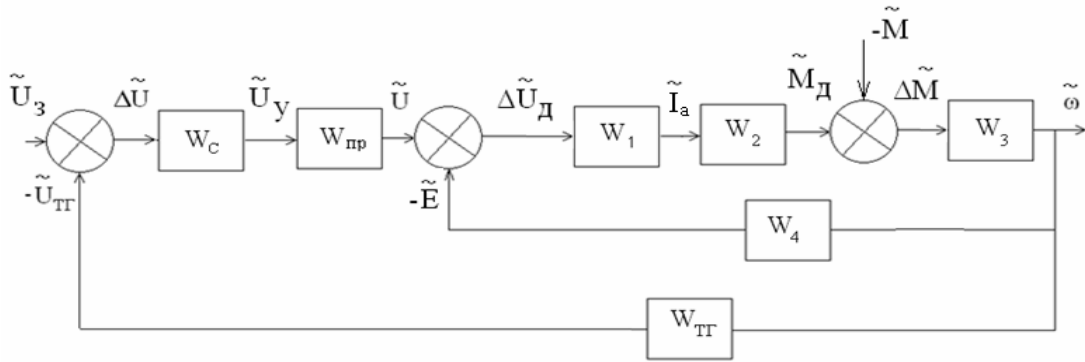 -M̃
Ũз ΔŨ Ũу Ũ ΔŨд Ĩа M̃д ΔM̃ ω̃
Wс Wпр W₁ W₂ W₃
-ŨТГ -Ẽ
W₄
WТГ